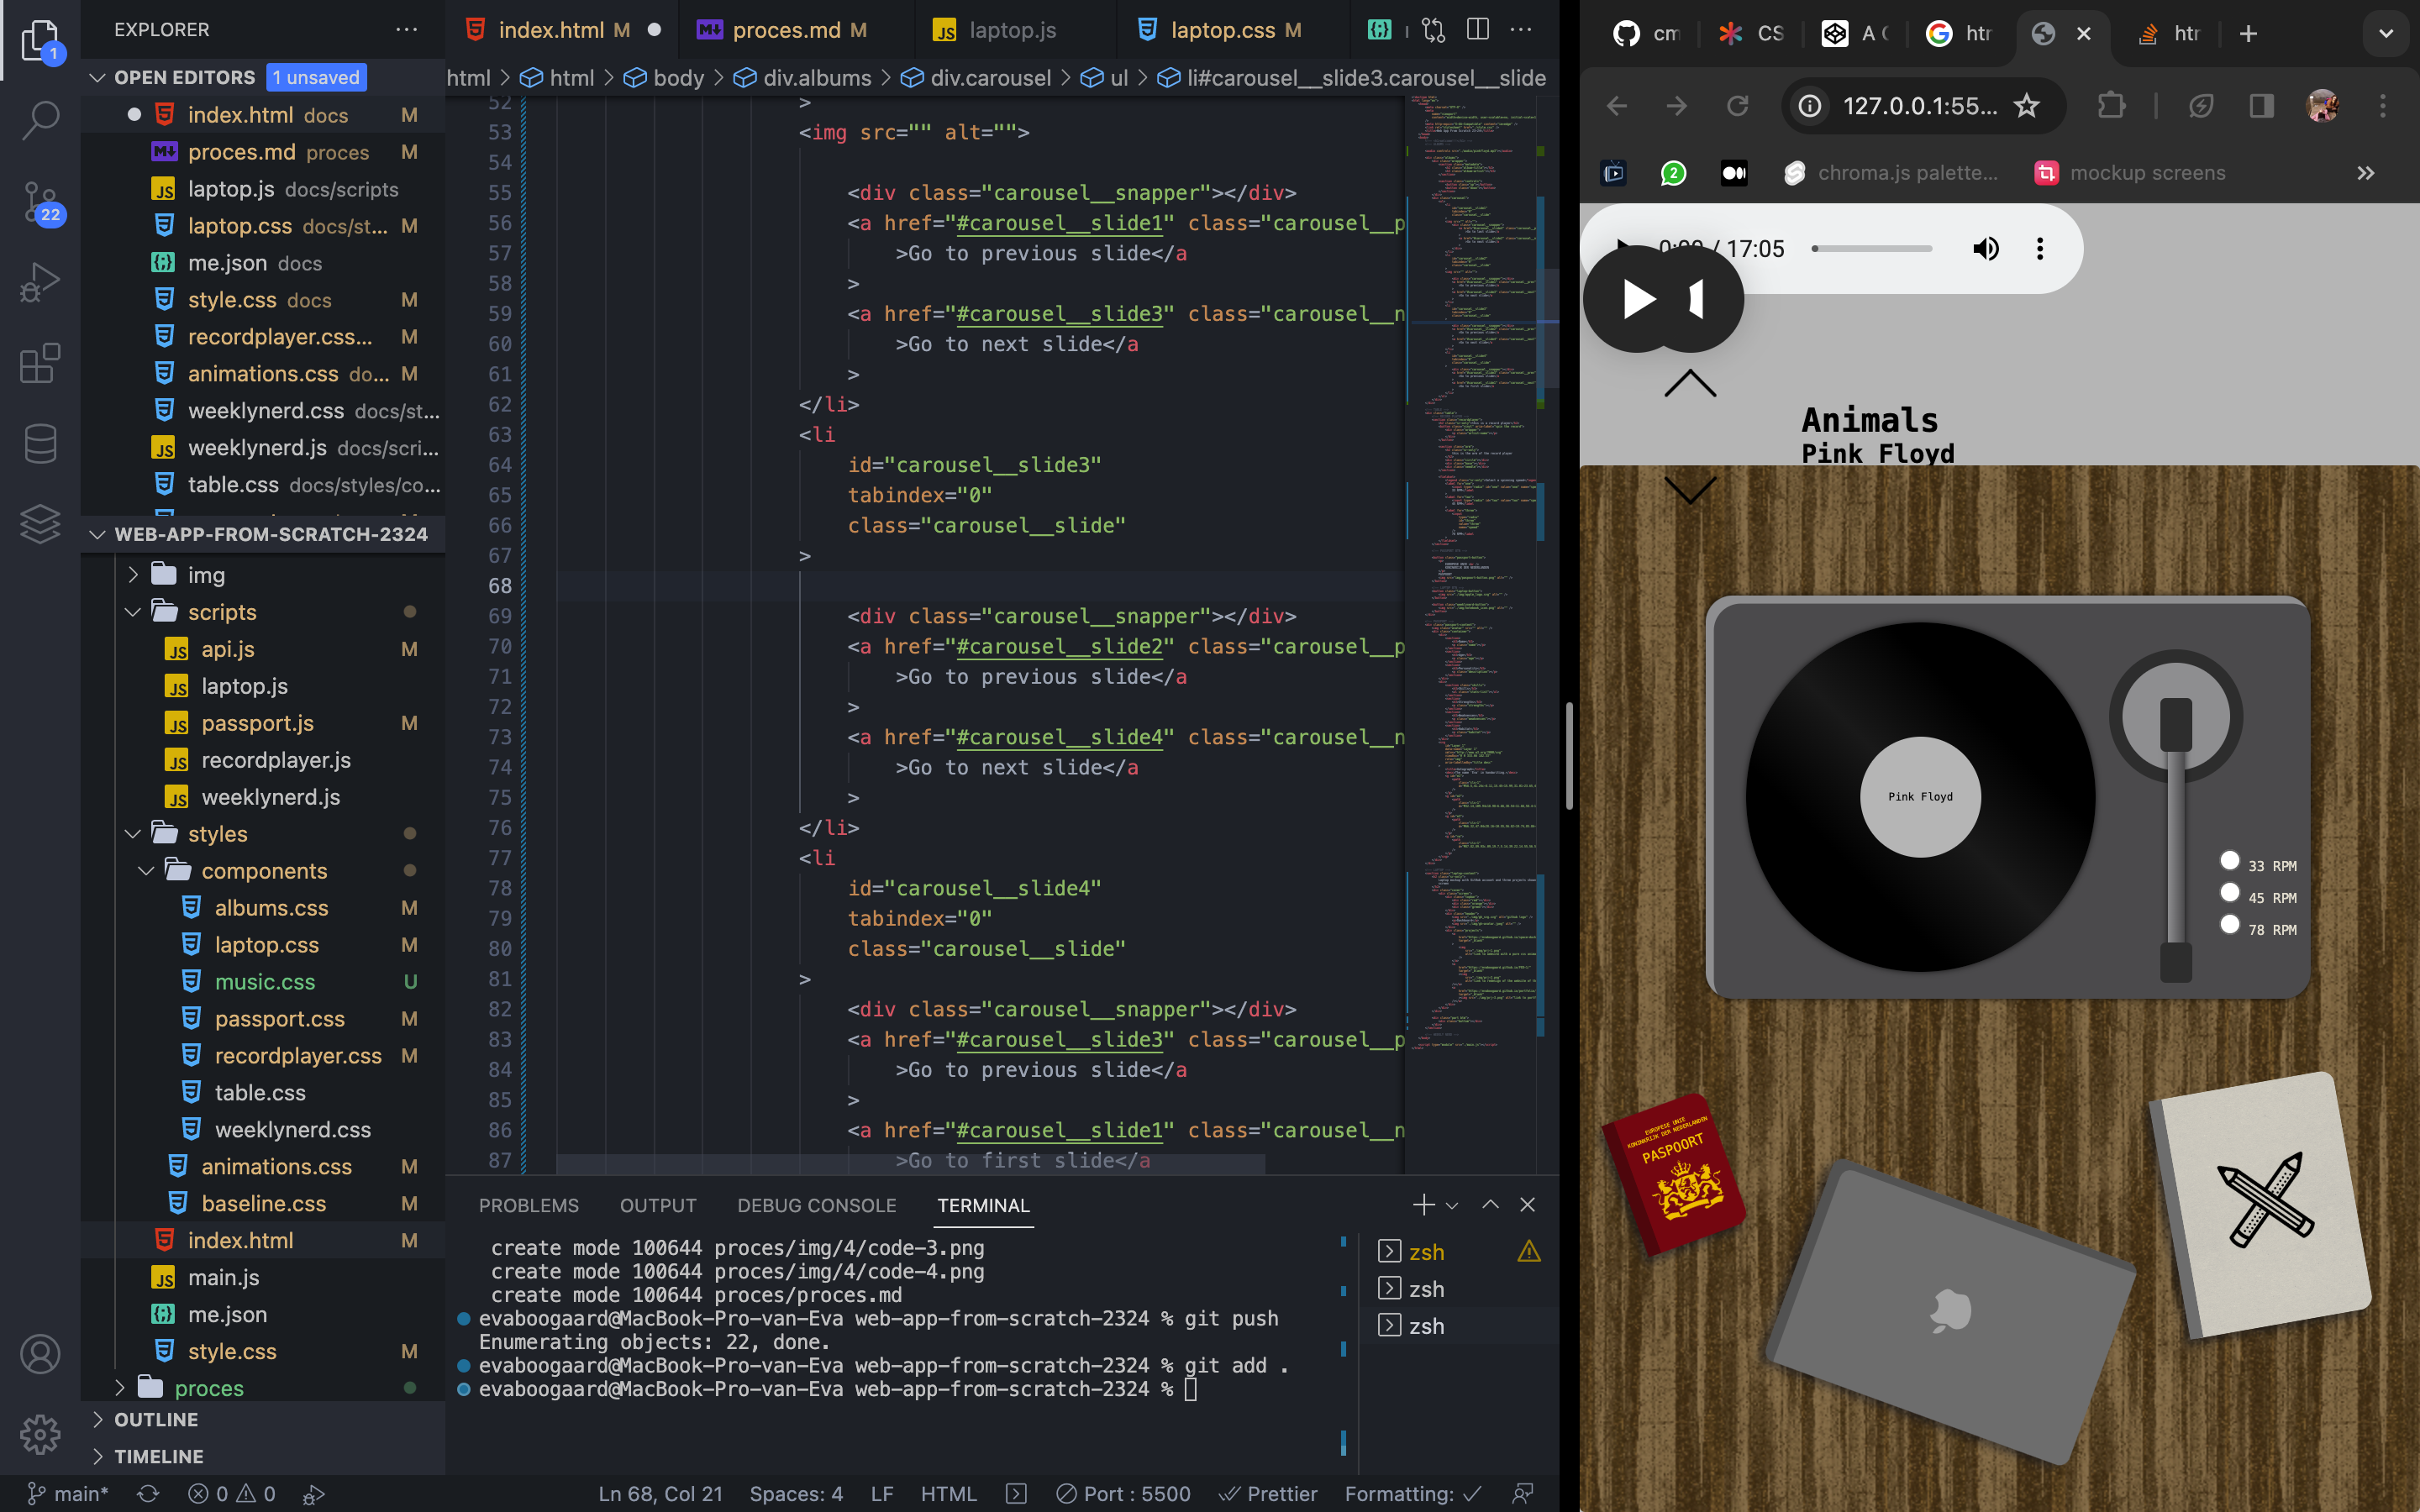 EXPLORER
OPEN EDITORS 1 unsaved
index.html docs M
proces.md proces M
laptop.js docs/scripts
laptop.css docs/st... M
me.json docs
style.css docs M
recordplayer.css... M
animations.css do... M
weeklynerd.css docs/st...
weeklynerd.js docs/scri...
table.css docs/styles/co...
WEB-APP-FROM-SCRATCH-2324
img
scripts
api.js M
laptop.js
passport.js M
recordplayer.js
weeklynerd.js
styles
components
albums.css M
laptop.css M
music.css U
passport.css M
recordplayer.css M
table.css
weeklynerd.css
animations.css M
baseline.css M
index.html M
main.js
me.json
style.css M
proces
OUTLINE
TIMELINE
1
22
index.html M
proces.md M
laptop.js
laptop.css M
html > html > body > div.albums > div.carousel > ul > li#carousel__slide3.carousel__slide
52 >
53 <img src="" alt="">
54
55 <div class="carousel__snapper"></div>
56 <a href="#carousel__slide1" class="carousel__p
57 >Go to previous slide</a
58 >
59 <a href="#carousel__slide3" class="carousel__n
60 >Go to next slide</a
61 >
62 </li>
63 <li
64 id="carousel__slide3"
65 tabindex="0"
66 class="carousel__slide"
67 >
68
69 <div class="carousel__snapper"></div>
70 <a href="#carousel__slide2" class="carousel__p
71 >Go to previous slide</a
72 >
73 <a href="#carousel__slide4" class="carousel__n
74 >Go to next slide</a
75 >
76 </li>
77 <li
78 id="carousel__slide4"
79 tabindex="0"
80 class="carousel__slide"
81 >
82 <div class="carousel__snapper"></div>
83 <a href="#carousel__slide3" class="carousel__p
84 >Go to previous slide</a
85 >
86 <a href="#carousel__slide1" class="carousel__n
87 >Go to first slide</a
PROBLEMS OUTPUT DEBUG CONSOLE TERMINAL
create mode 100644 proces/img/4/code-3.png
create mode 100644 proces/img/4/code-4.png
create mode 100644 proces/proces.md
evaboogaard@MacBook-Pro-van-Eva web-app-from-scratch-2324 % git push
Enumerating objects: 22, done.
evaboogaard@MacBook-Pro-van-Eva web-app-from-scratch-2324 % git add .
evaboogaard@MacBook-Pro-van-Eva web-app-from-scratch-2324 %
zsh
zsh
zsh
main* 0 0 Ln 68, Col 21 Spaces: 4 LF HTML Port : 5500 Prettier Formatting:
cm CS A htr htr
127.0.0.1:55...
2 chroma.js palette... mockup screens
/ 17:05
Animals
Pink Floyd
Pink Floyd
33 RPM
45 RPM
78 RPM
EUROPESE UNIE
KONINKRIJK DER NEDERLANDEN
PASPOORT